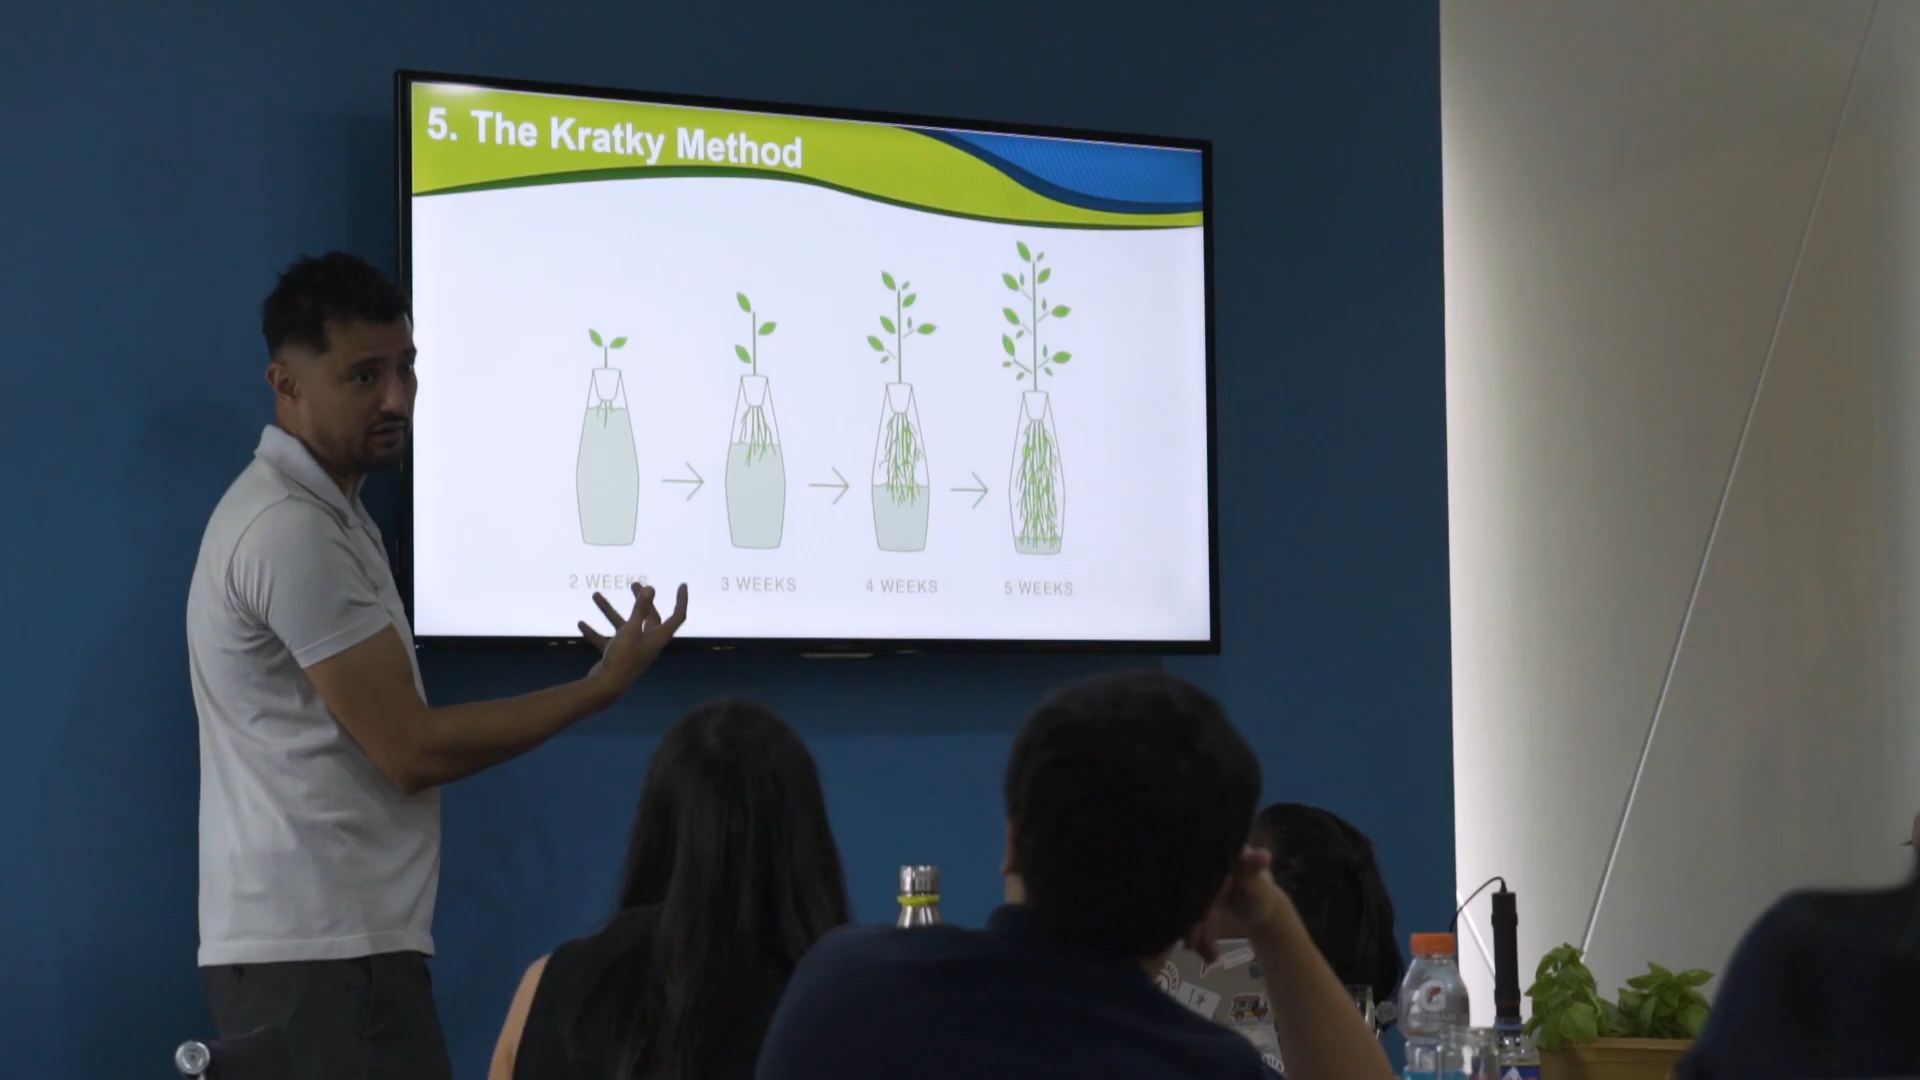 5. The Kratky Method
2 WEEKS
3 WEEKS
4 WEEKS
5 WEEKS